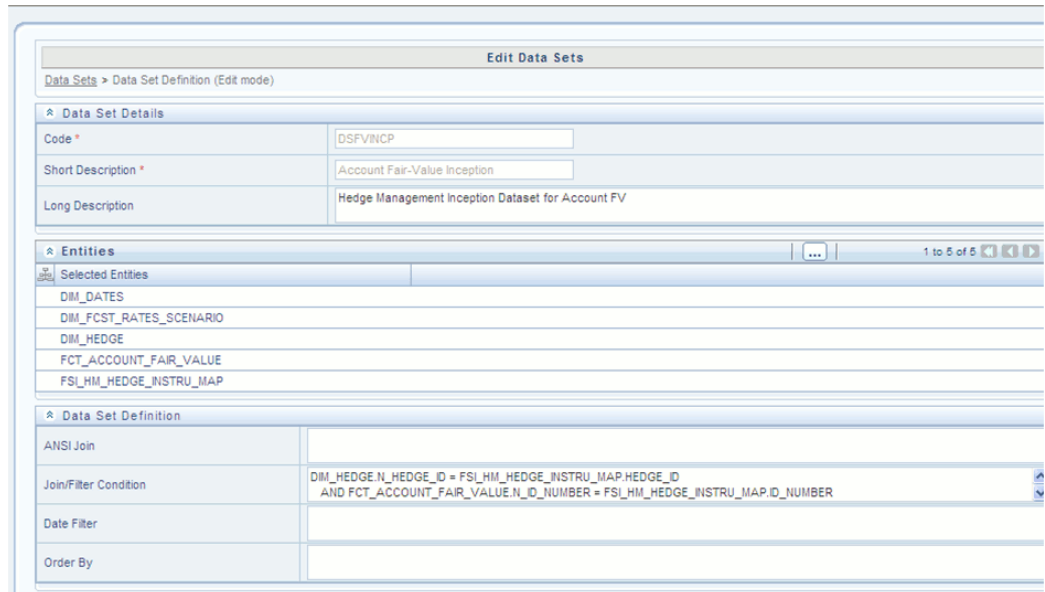 Edit Data Sets
Data Sets > Data Set Definition (Edit mode)
Data Set Details
Code *
DSFVINCP
Short Description *
Account Fair-Value Inception
Long Description
Hedge Management Inception Dataset for Account FV
Entities
...
1 to 5 of 5
Selected Entities
DIM_DATES
DIM_FCST_RATES_SCENARIO
DIM_HEDGE
FCT_ACCOUNT_FAIR_VALUE
FSI_HM_HEDGE_INSTRU_MAP
Data Set Definition
ANSI Join
Join/Filter Condition
DIM_HEDGE.N_HEDGE_ID = FSI_HM_HEDGE_INSTRU_MAP.HEDGE_ID
AND FCT_ACCOUNT_FAIR_VALUE.N_ID_NUMBER = FSI_HM_HEDGE_INSTRU_MAP.ID_NUMBER
Date Filter
Order By